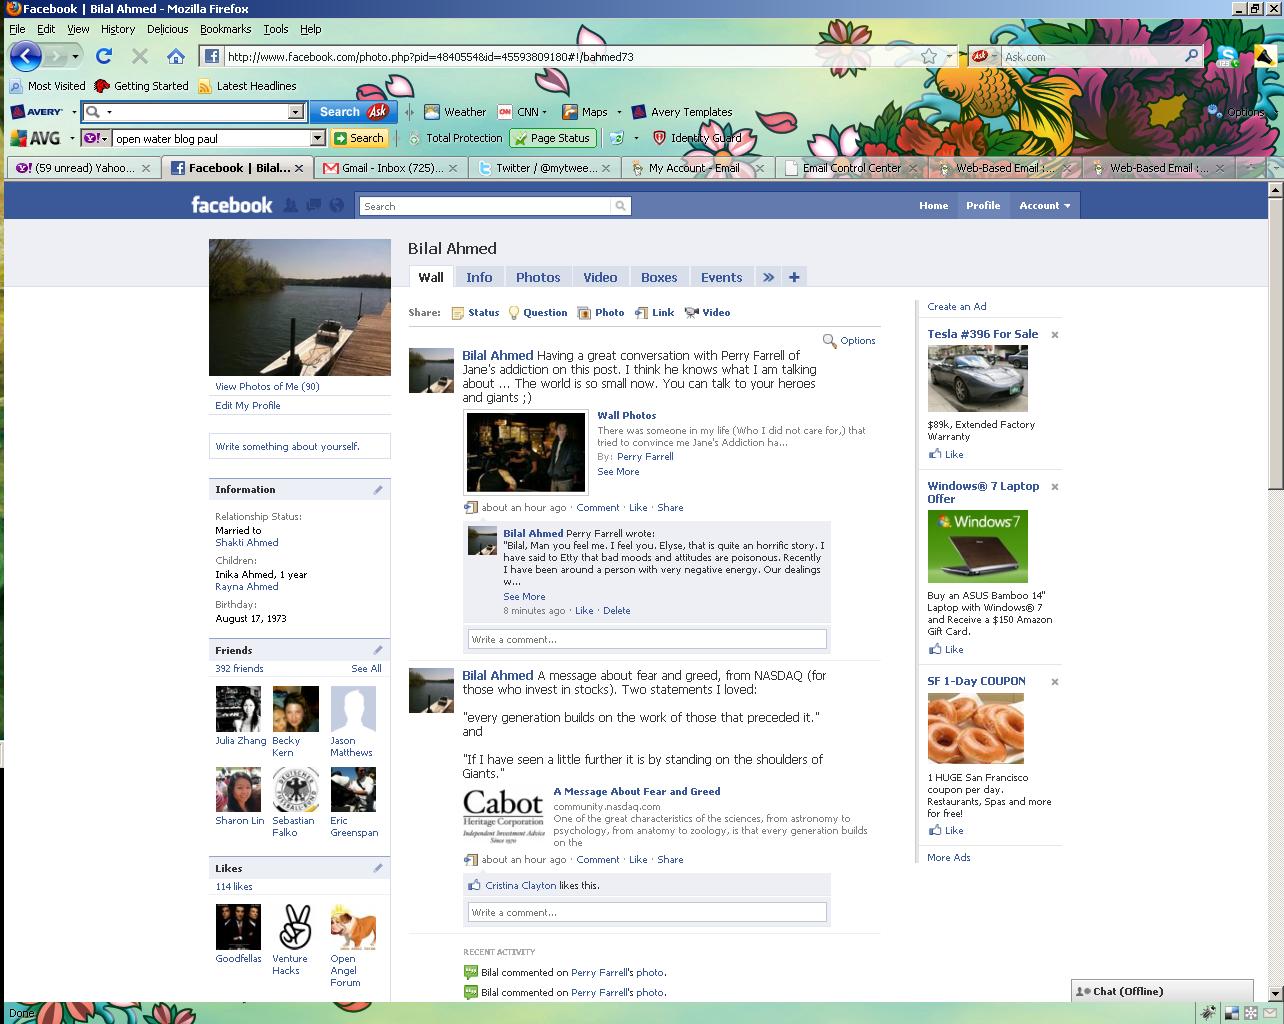 Facebook | Bilal Ahmed - Mozilla Firefox
File Edit View History Delicious Bookmarks Tools Help
http://www.facebook.com/photo.php?pid=4840554&id=45593809180#!/bahmed73
Ask Ask.com
Most Visited Getting Started Latest Headlines
AVERY Search Ask Weather CNN CNN Maps Avery Templates Options
AVG Y! open water blog paul Search Total Protection Page Status Identity Guard
(59 unread) Yahoo... Facebook | Bilal... Gmail - Inbox (725)... Twitter / @mytwee... My Account - Email Email Control Center Web-Based Email :... Web-Based Email :...
facebook Search Home Profile Account
Bilal Ahmed
Wall Info Photos Video Boxes Events » +
Share: Status Question Photo Link Video
Options
View Photos of Me (90)
Edit My Profile
Write something about yourself.
Information
Relationship Status:
Married to
Shakti Ahmed
Children:
Inika Ahmed, 1 year
Rayna Ahmed
Birthday:
August 17, 1973
Friends
392 friends See All
Julia Zhang
Becky Kern
Jason Matthews
Sharon Lin
Sebastian Falko
Eric Greenspan
Likes
114 likes
Goodfellas
Venture Hacks
Open Angel Forum
Bilal Ahmed Having a great conversation with Perry Farrell of
Jane's addiction on this post. I think he knows what I am talking
about ... The world is so small now. You can talk to your heroes
and giants ;)
Wall Photos
There was someone in my life (Who I did not care for,) that
tried to convince me Jane's Addiction ha...
By: Perry Farrell
See More
about an hour ago · Comment · Like · Share
Bilal Ahmed Perry Farrell wrote:
"Bilal, Man you feel me. I feel you. Elyse, that is quite an horrific story. I
have said to Etty that bad moods and attitudes are poisonous. Recently
I have been around a person with very negative energy. Our dealings
w...
See More
8 minutes ago · Like · Delete
Write a comment...
Bilal Ahmed A message about fear and greed, from NASDAQ (for
those who invest in stocks). Two statements I loved:
"every generation builds on the work of those that preceded it."
and
"If I have seen a little further it is by standing on the shoulders of
Giants."
Cabot
Heritage Corporation
Independent Investment Advice
Since 1970
A Message About Fear and Greed
community.nasdaq.com
One of the great characteristics of the sciences, from astronomy to
psychology, from anatomy to zoology, is that every generation builds
on the
about an hour ago · Comment · Like · Share
Cristina Clayton likes this.
Write a comment...
RECENT ACTIVITY
Bilal commented on Perry Farrell's photo.
Bilal commented on Perry Farrell's photo.
Create an Ad
Tesla #396 For Sale
$89k, Extended Factory
Warranty
Like
Windows® 7 Laptop
Offer
Windows 7
Buy an ASUS Bamboo 14"
Laptop with Windows® 7
and Receive a $150 Amazon
Gift Card.
Like
SF 1-Day COUPON
1 HUGE San Francisco
coupon per day.
Restaurants, Spas and more
for free!
Like
More Ads
Chat (Offline)
Done